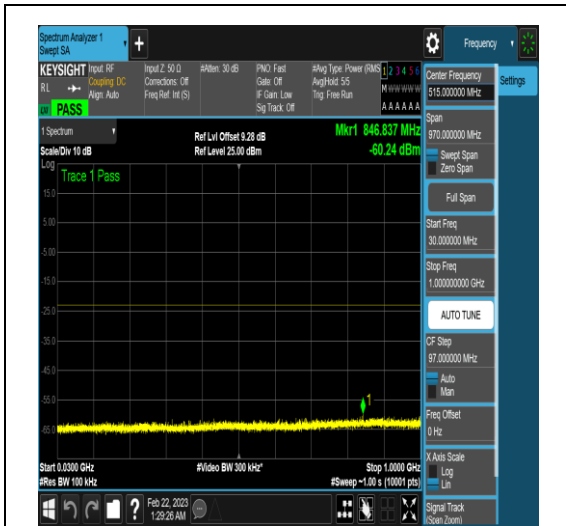 Spectrum Analyzer 1
Swept SA
+
Frequency
KEYSIGHT
RL
PASS
Input: RF
Coupling: DC
Align: Auto
Input Z: 50 Ω
Corrections: Off
Freq Ref: Int (S)
#Atten: 30 dB
PNO: Fast
Gate: Off
IF Gain: Low
Sig Track: Off
#Avg Type: Power (RMS
Avg|Hold: 5/5
Trig: Free Run
1 2 3 4 5 6
M W W W W W
A A A A A A
Center Frequency
515.000000 MHz
Settings
Span
970.000000 MHz
Swept Span
Zero Span
Full Span
Start Freq
30.000000 MHz
Stop Freq
1.000000000 GHz
AUTO TUNE
CF Step
97.000000 MHz
Auto
Man
Freq Offset
0 Hz
X Axis Scale
Log
Lin
Signal Track
(Span Zoom)
1 Spectrum
Scale/Div 10 dB
Ref Lvl Offset 9.28 dB
Ref Level 25.00 dBm
Mkr1 846.837 MHz
-60.24 dBm
Log
Trace 1 Pass
15.0
5.00
-5.00
-15.0
-25.0
-35.0
-45.0
-55.0
-65.0
1
Start 0.0300 GHz
#Res BW 100 kHz
#Video BW 300 kHz*
Stop 1.0000 GHz
#Sweep ~1.00 s (10001 pts)
Feb 22, 2023
1:29:26 AM